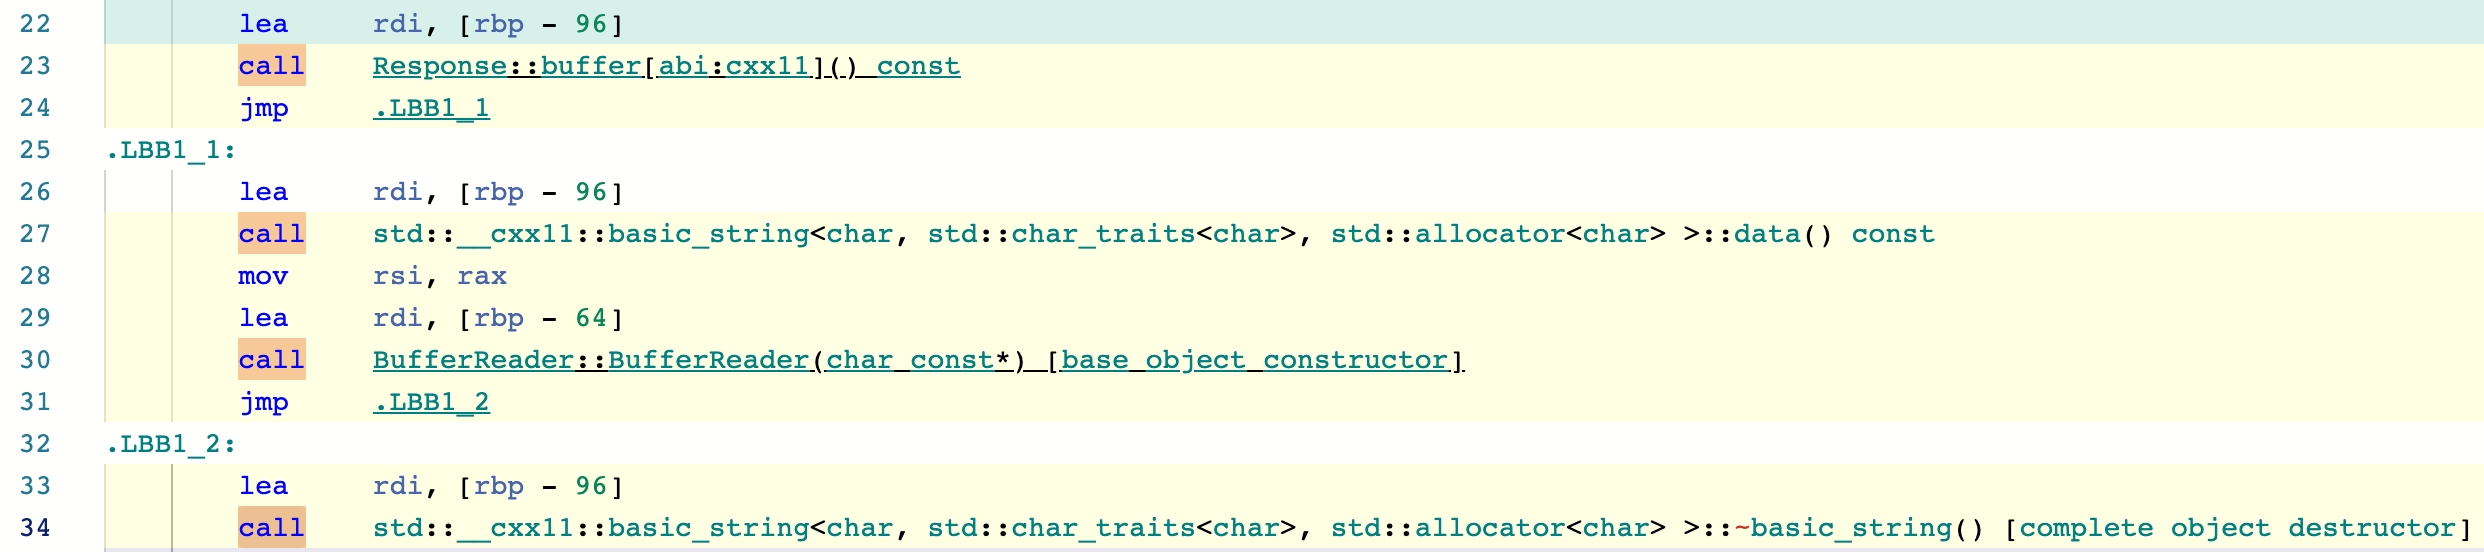 22 lea rdi, [rbp - 96]
23 call Response::buffer[abi:cxx11]() const
24 jmp .LBB1_1
25 .LBB1_1:
26 lea rdi, [rbp - 96]
27 call std::__cxx11::basic_string<char, std::char_traits<char>, std::allocator<char> >::data() const
28 mov rsi, rax
29 lea rdi, [rbp - 64]
30 call BufferReader::BufferReader(char const*) [base object constructor]
31 jmp .LBB1_2
32 .LBB1_2:
33 lea rdi, [rbp - 96]
34 call std::__cxx11::basic_string<char, std::char_traits<char>, std::allocator<char> >::~basic_string() [complete object destructor]